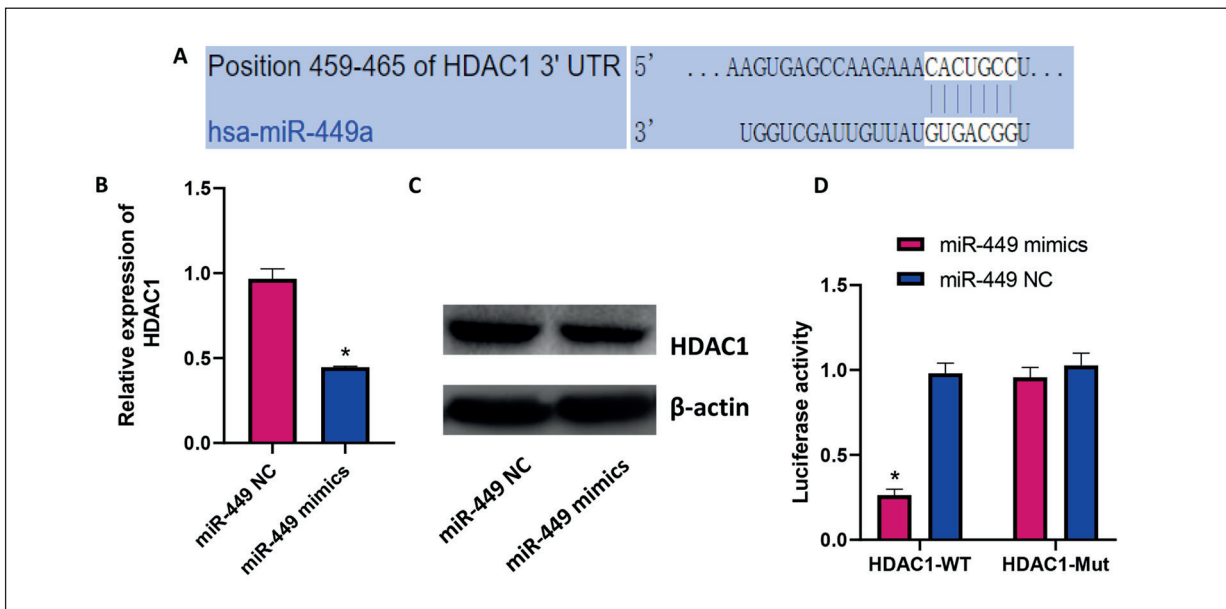 A
Position 459-465 of HDAC1 3' UTR 5' ...AAGUGAGCCAAGAAACACUGCCU...
hsa-miR-449a 3' UGGUCGAUUGUUAUGUGACGGU
B
Relative expression of
HDAC1
1.5
1.0
0.5
0.0
*
miR-449 NC
miR-449 mimics
C
HDAC1
β-actin
miR-449 NC
miR-449 mimics
D
miR-449 mimics
miR-449 NC
Luciferase activity
1.5
1.0
0.5
0.0
*
HDAC1-WT HDAC1-Mut